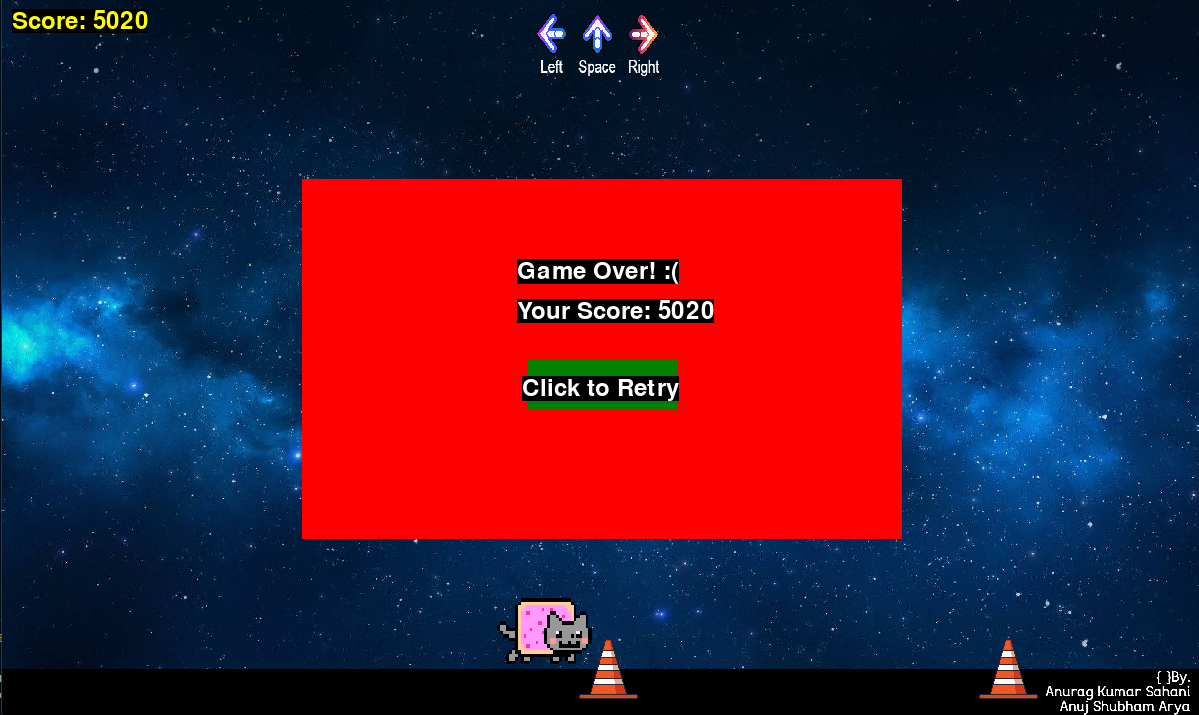 Score: 5020
Left Space Right
Game Over! :(
Your Score: 5020
Click to Retry
{ }By.
Anurag Kumar Sahani
Anuj Shubham Arya